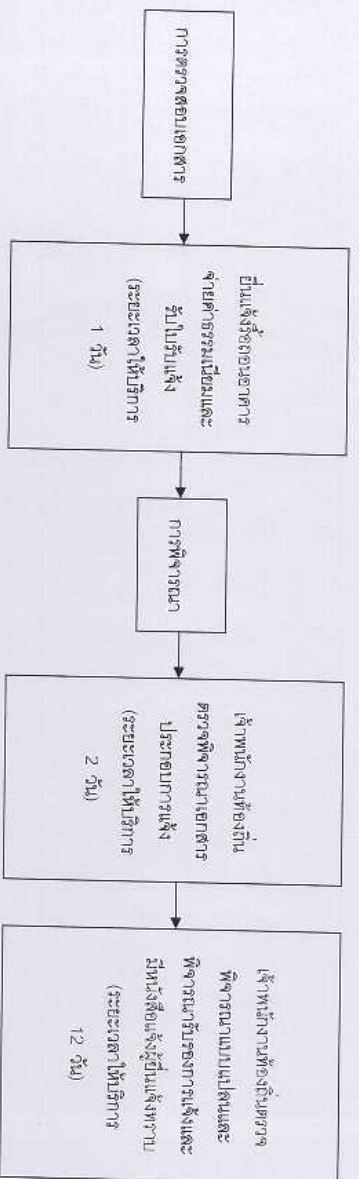 การตรวจสอบเอกสาร
ยื่นแจ้งรื้อถอนอาคาร
จ่ายค่าธรรมเนียมและ
รับใบรับแจ้ง
(ระยะเวลาให้บริการ
1 วัน)
การพิจารณา
เจ้าพนักงานท้องถิ่น
ตรวจพิจารณาเอกสาร
ประกอบการแจ้ง
(ระยะเวลาให้บริการ
2 วัน)
เจ้าพนักงานท้องถิ่นตรวจ
พิจารณาแบบแปลนและ
พิจารณารับรองการแจ้งและ
มีหนังสือแจ้งผู้ยื่นแจ้งทราบ
(ระยะเวลาให้บริการ
12 วัน)